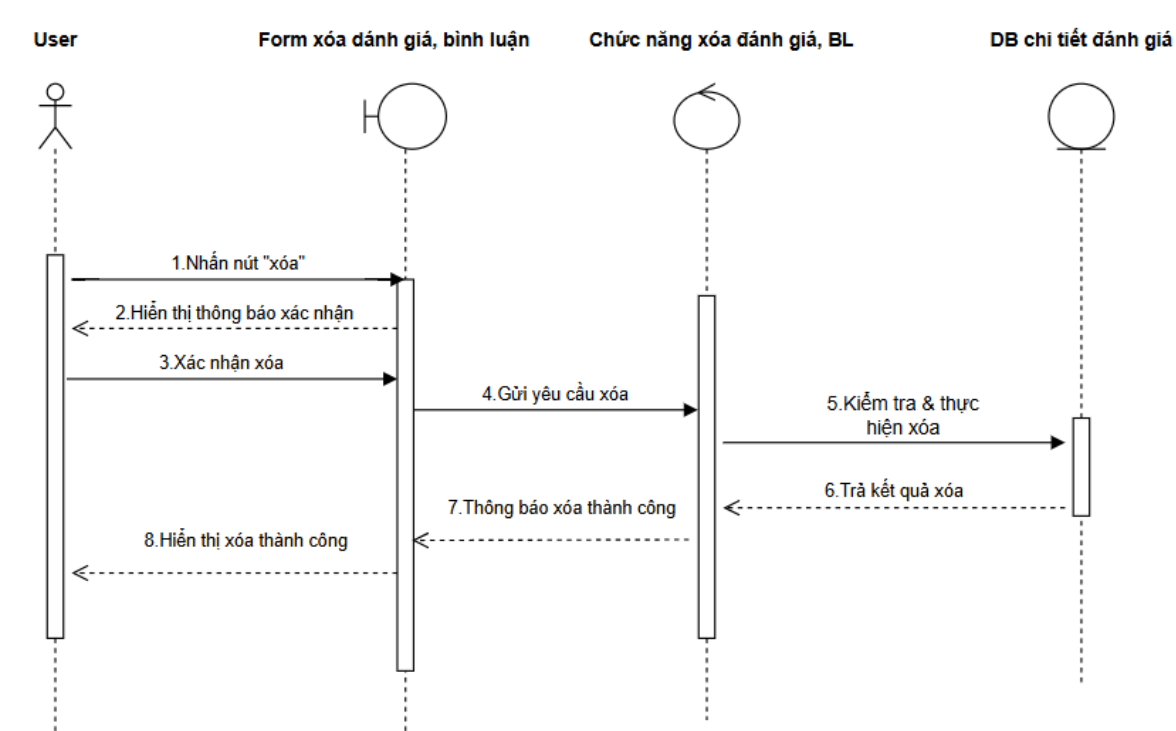 User
Form xóa dánh giá, bình luận
Chức năng xóa đánh giá, BL
DB chi tiết đánh giá
1.Nhấn nút "xóa"
2.Hiển thị thông báo xác nhận
3.Xác nhận xóa
4.Gửi yêu cầu xóa
5.Kiểm tra & thực
hiện xóa
6.Trả kết quả xóa
7.Thông báo xóa thành công
8.Hiển thị xóa thành công